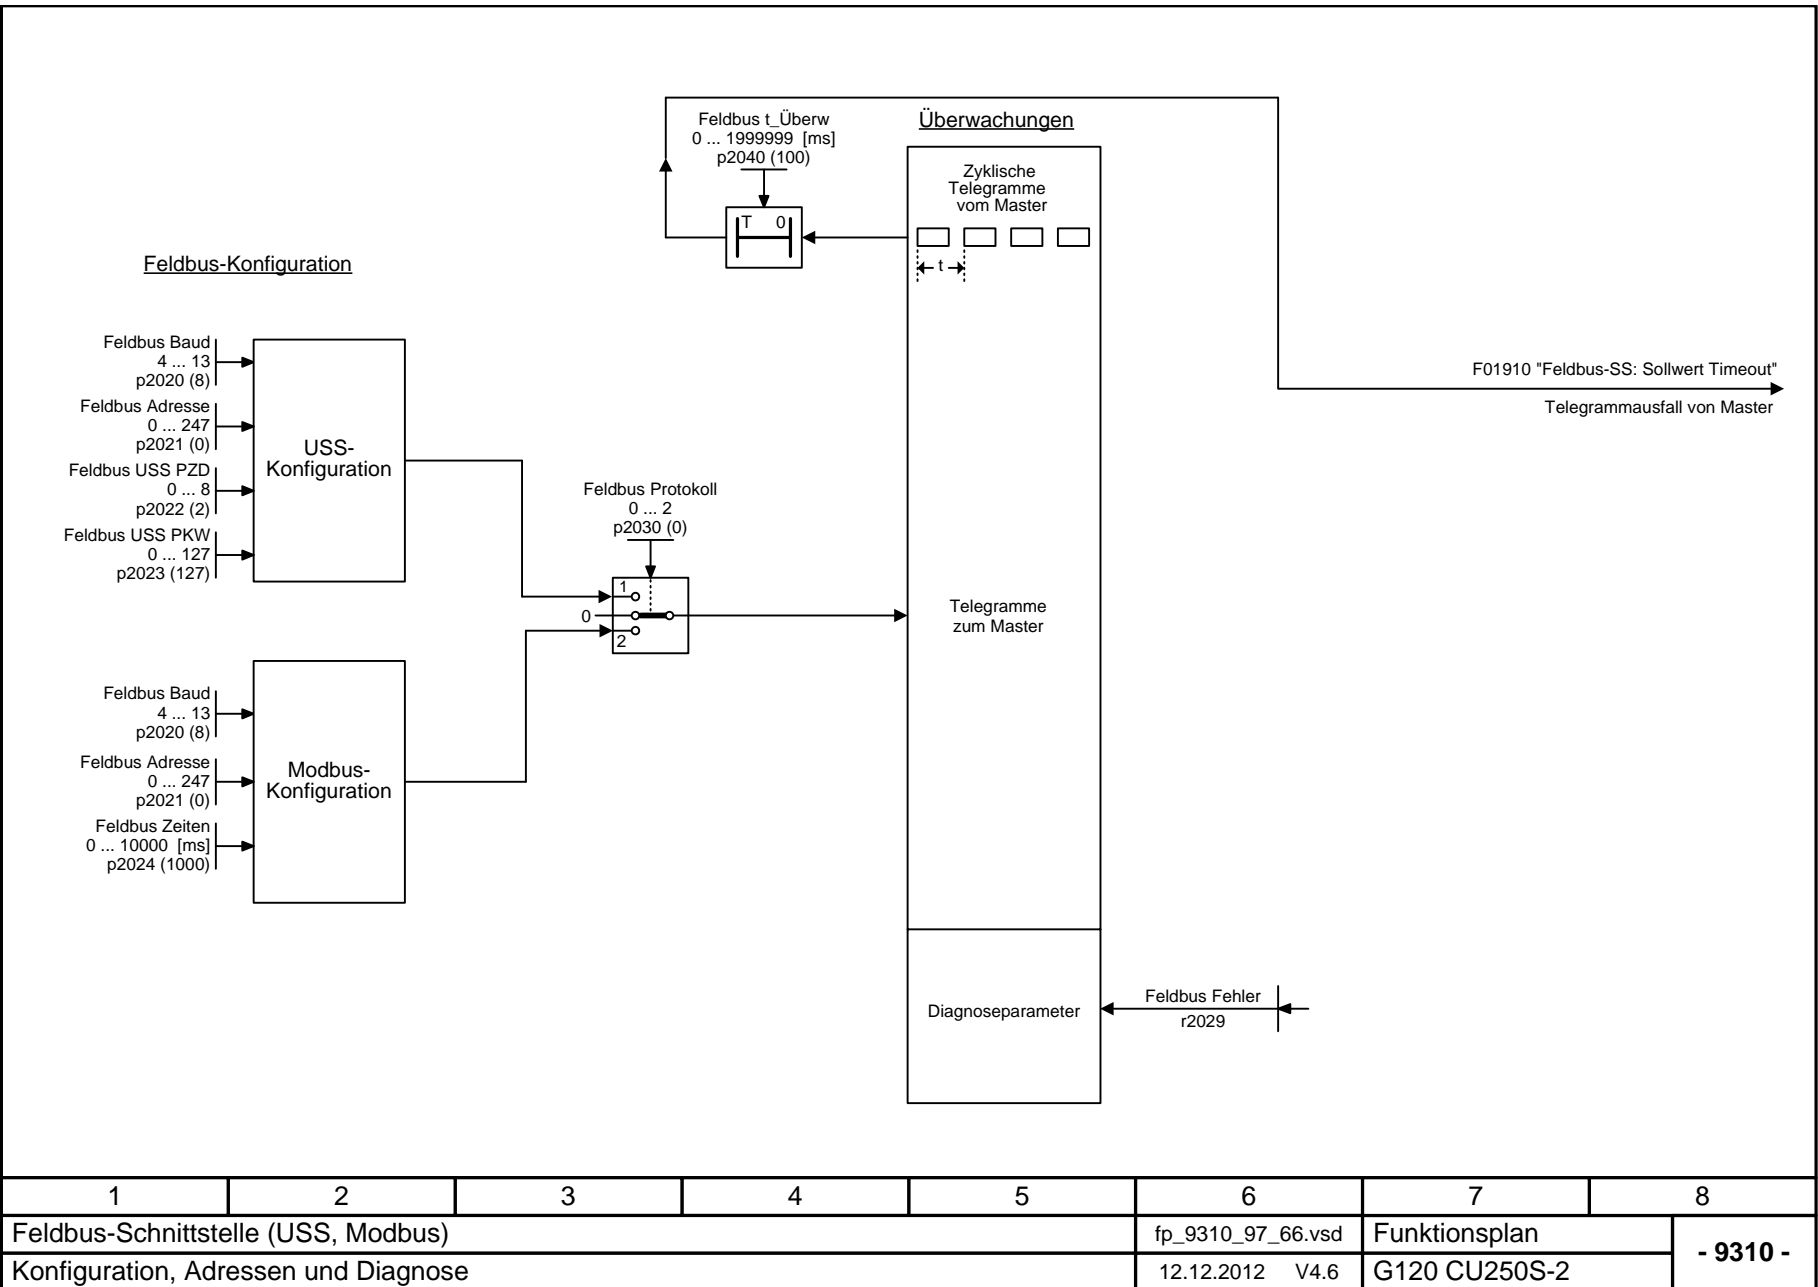 Feldbus t_Überw
0 ... 1999999 [ms]
p2040 (100)
Überwachungen
Zyklische
Telegramme
vom Master
T 0
t
Feldbus-Konfiguration
Feldbus Baud
4 ... 13
p2020 (8)
Feldbus Adresse
0 ... 247
p2021 (0)
Feldbus USS PZD
0 ... 8
p2022 (2)
Feldbus USS PKW
0 ... 127
p2023 (127)
USS-
Konfiguration
F01910 "Feldbus-SS: Sollwert Timeout"
Telegrammausfall von Master
Feldbus Protokoll
0 ... 2
p2030 (0)
1
0
2
Telegramme
zum Master
Feldbus Baud
4 ... 13
p2020 (8)
Feldbus Adresse
0 ... 247
p2021 (0)
Feldbus Zeiten
0 ... 10000 [ms]
p2024 (1000)
Modbus-
Konfiguration
Diagnoseparameter
Feldbus Fehler
r2029
1 2 3 4 5 6 7 8
Feldbus-Schnittstelle (USS, Modbus) fp_9310_97_66.vsd Funktionsplan
- 9310 -
Konfiguration, Adressen und Diagnose 12.12.2012 V4.6 G120 CU250S-2